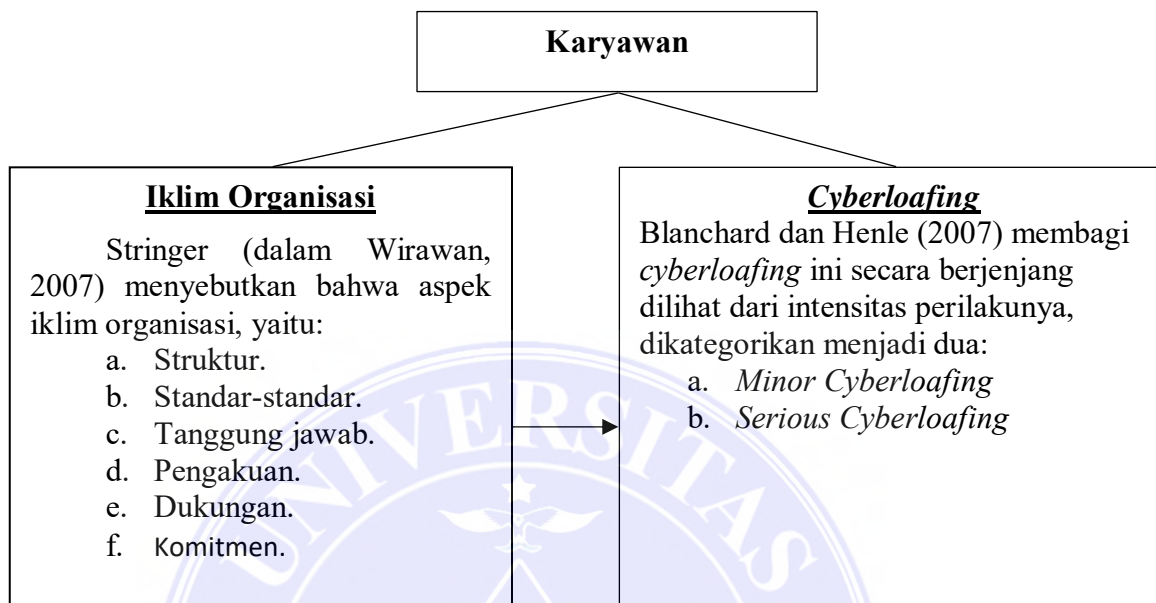 Karyawan
Iklim Organisasi
Stringer (dalam Wirawan,
2007) menyebutkan bahwa aspek
iklim organisasi, yaitu:
a. Struktur.
b. Standar-standar.
c. Tanggung jawab.
d. Pengakuan.
e. Dukungan.
f. Komitmen.
Cyberloafing
Blanchard dan Henle (2007) membagi
cyberloafing ini secara berjenjang
dilihat dari intensitas perilakunya,
dikategorikan menjadi dua:
a. Minor Cyberloafing
b. Serious Cyberloafing
UNIVERSITAS